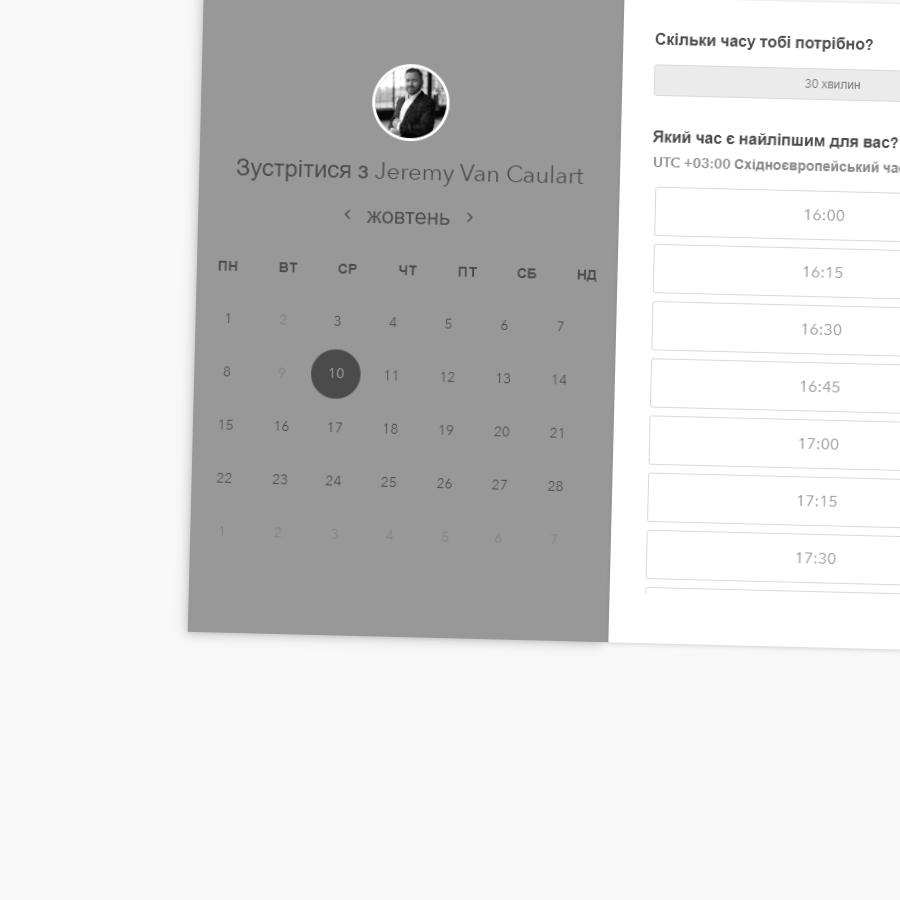 Зустрітися з Jeremy Van Caulart
‹ жовтень ›
ПН ВТ СР ЧТ ПТ СБ НД
1 2 3 4 5 6 7
8 9 10 11 12 13 14
15 16 17 18 19 20 21
22 23 24 25 26 27 28
1 2 3 4 5 6 7
Скільки часу тобі потрібно?
30 хвилин
Який час є найліпшим для вас?
UTC +03:00 Східноєвропейський
16:00
16:15
16:30
16:45
17:00
17:15
17:30